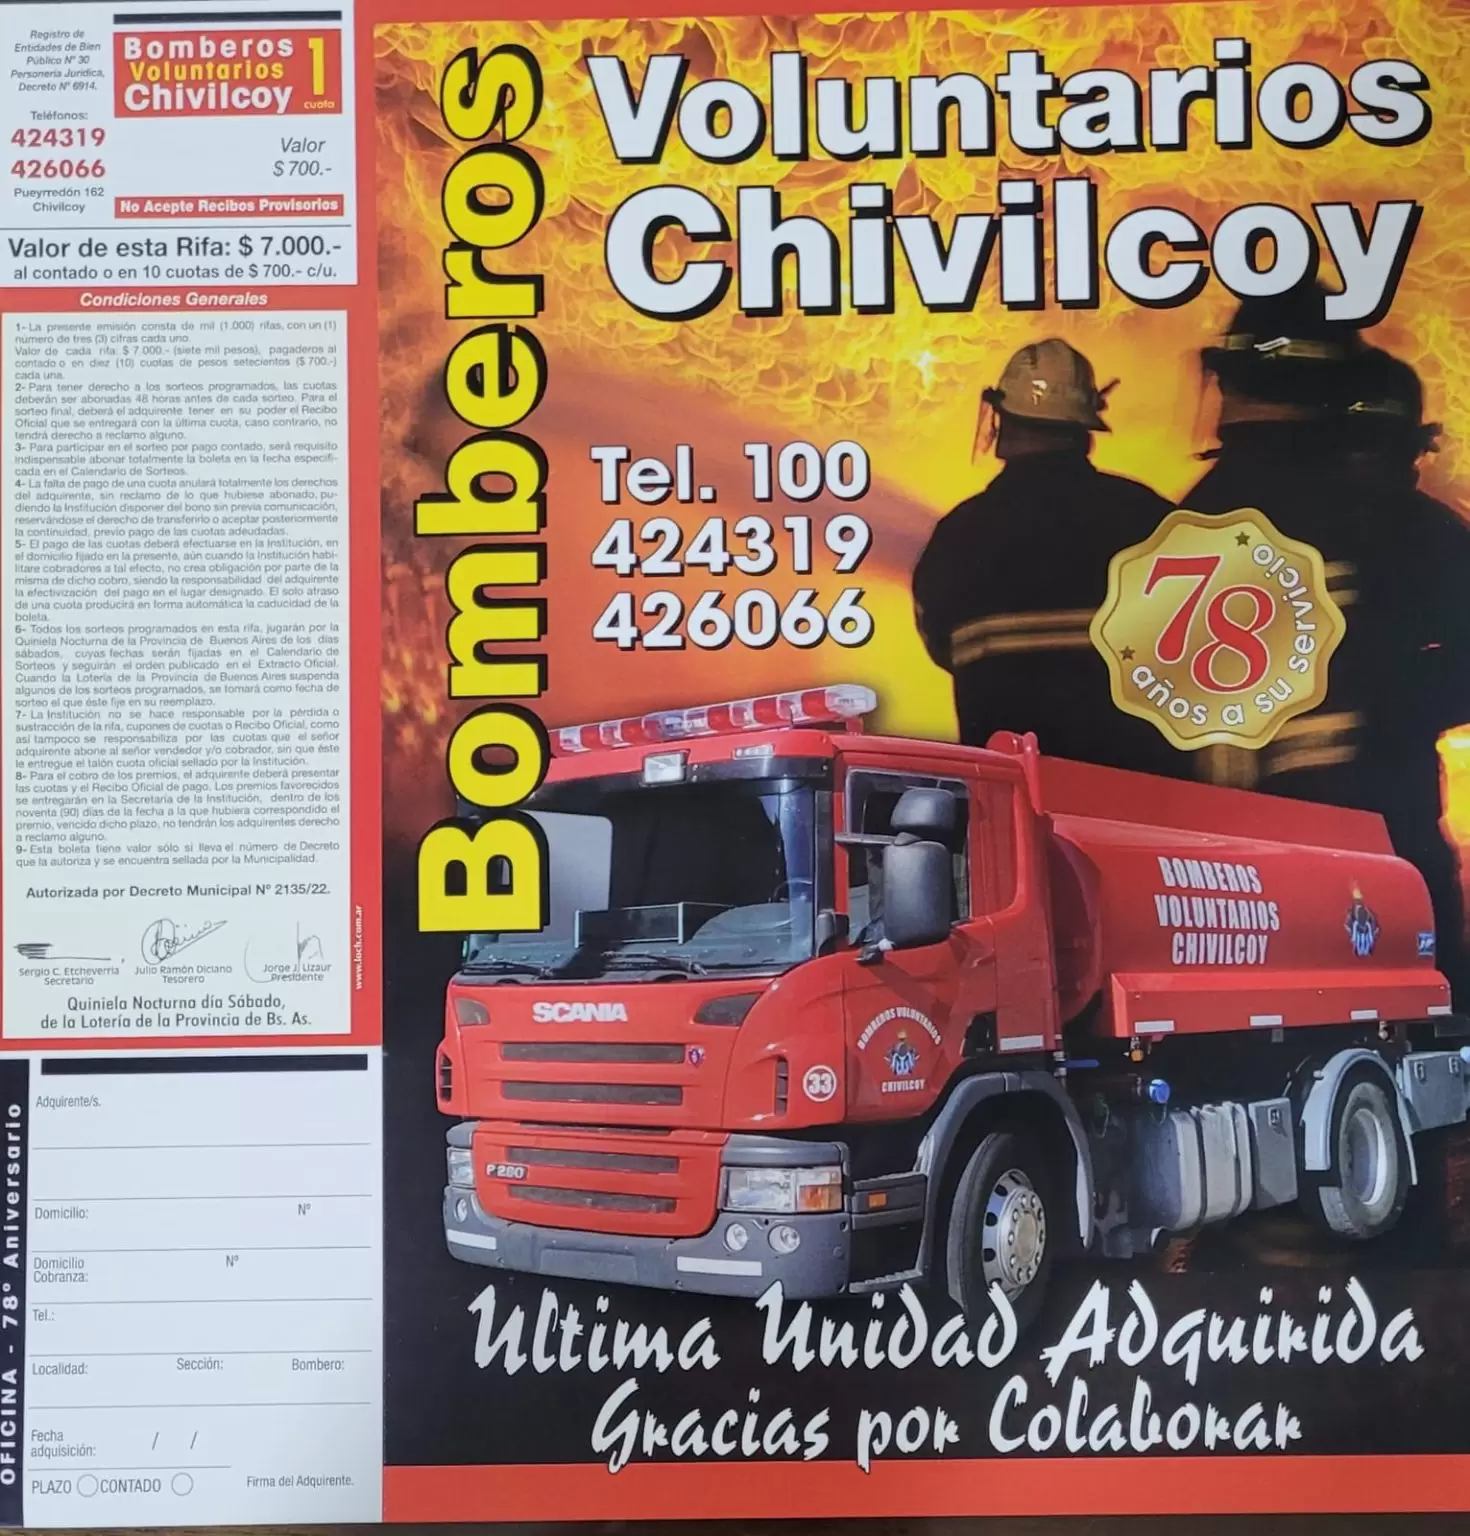 Registro de
Entidades de Bien
Público Nº 30
Personería Jurídica,
Decreto Nº 6914.
Teléfonos:
424319
426066
Pueyrredón 162
Chivilcoy
Bomberos
Voluntarios
Chivilcoy
1
cuota
Valor
$ 700.-
No Acepte Recibos Provisorios
Valor de esta Rifa: $ 7.000.-
al contado o en 10 cuotas de $ 700.- c/u.
Condiciones Generales
1- La presente emisión consta de mil (1.000) rifas, con un (1)
número de tres (3) cifras cada uno.
Valor de cada rifa: $ 7.000.- (siete mil pesos), pagaderos al
contado o en diez (10) cuotas de pesos setecientos ($ 700.-)
cada una.
2- Para tener derecho a los sorteos programados, las cuotas
deberán ser abonadas 48 horas antes de cada sorteo. Para el
sorteo final, deberá el adquirente tener en su poder el Recibo
Oficial que se entregará con la última cuota, caso contrario, no
tendrá derecho a reclamo alguno.
3- Para participar en el sorteo por pago contado, será requisito
indispensable abonar totalmente la boleta en la fecha especifi-
cada en el Calendario de Sorteos.
4- La falta de pago de una cuota anulará totalmente los derechos
del adquirente, sin reclamo de lo que hubiese abonado, pu-
diendo la Institución disponer del bono sin previa comunicación,
reservándose el derecho de transferirlo o aceptar posteriormente
la continuidad, previo pago de las cuotas adeudadas.
5- El pago de las cuotas deberá efectuarse en la Institución, en
el domicilio fijado en la presente, aún cuando la Institución habi-
litare cobradores a tal efecto, no crea obligación por parte de la
misma de dicho cobro, siendo la responsabilidad del adquirente
la efectivización del pago en el lugar designado. El solo atraso
de una cuota producirá en forma automática la caducidad de la
boleta.
6- Todos los sorteos programados en esta rifa, jugarán por la
Quiniela Nocturna de la Provincia de Buenos Aires de los días
sábados, cuyas fechas serán fijadas en el Calendario de
Sorteos y seguirán el orden publicado en el Extracto Oficial.
Cuando la Lotería de la Provincia de Buenos Aires suspenda
algunos de los sorteos programados, se tomará como fecha de
sorteo el que éste fije en su reemplazo.
7- La Institución no se hace responsable por la pérdida o
sustracción de la rifa, cupones de cuotas o Recibo Oficial, como
así tampoco se responsabiliza por las cuotas que el señor
adquirente abone al señor vendedor y/o cobrador, sin que éste
le entregue el talón cuota oficial sellado por la Institución.
8- Para el cobro de los premios, el adquirente deberá presentar
las cuotas y el Recibo Oficial de pago. Los premios favorecidos
se entregarán en la Secretaría de la Institución, dentro de los
noventa (90) días de la fecha a la que hubiera correspondido el
premio, vencido dicho plazo, no tendrán los adquirentes derecho
a reclamo alguno.
9- Esta boleta tiene valor sólo si lleva el número de Decreto
que la autoriza y se encuentra sellada por la Municipalidad.
Autorizada por Decreto Municipal Nº 2135/22.
Sergio C. Etcheverria
Secretario
Julio Ramón Diciano
Tesorero
Jorge J. Lizaur
Presidente
Quiniela Nocturna día Sábado,
de la Lotería de la Provincia de Bs. As.
www.loch.com.ar
OFICINA - 78º Aniversario
Adquirente/s.
Domicilio: Nº
Domicilio Nº
Cobranza:
Tel.:
Localidad: Sección: Bombero:
Fecha
adquisición: / /
PLAZO CONTADO Firma del Adquirente.
Bomberos
Voluntarios
Chivilcoy
Tel. 100
424319
426066
78
años a su servicio
BOMBEROS
VOLUNTARIOS
CHIVILCOY
SCANIA
BOMBEROS VOLUNTARIOS
CHIVILCOY
33
P 260
Ultima Unidad Adquirida
Gracias por Colaborar